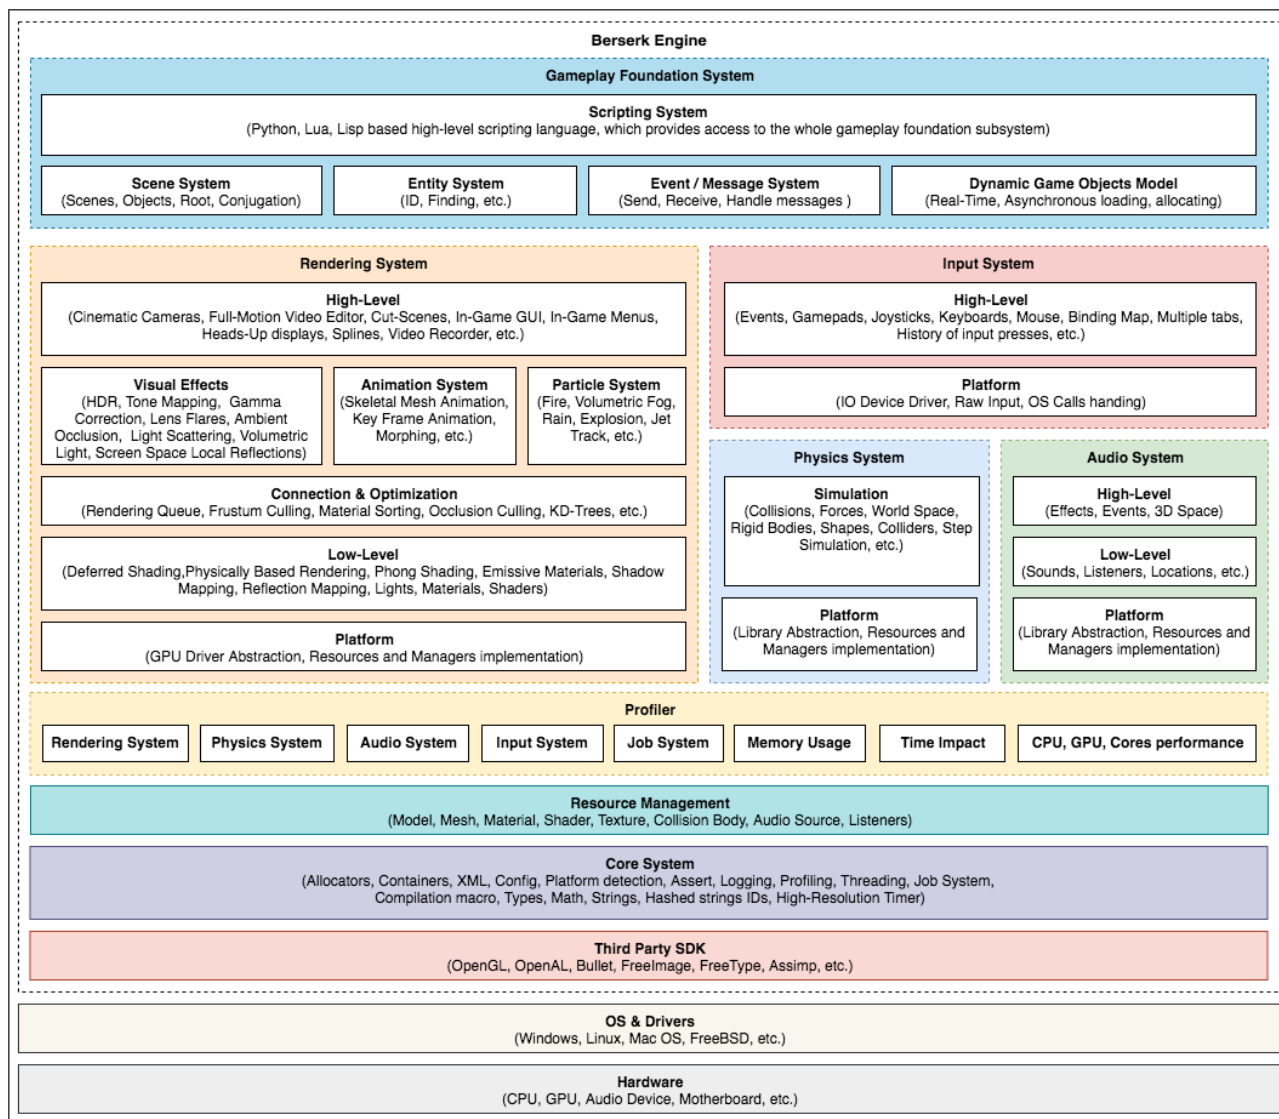 Berserk Engine
Gameplay Foundation System
Scripting System
(Python, Lua, Lisp based high-level scripting language, which provides access to the whole gameplay foundation subsystem)
Scene System
(Scenes, Objects, Root, Conjugation)
Entity System
(ID, Finding, etc.)
Event / Message System
(Send, Receive, Handle messages )
Dynamic Game Objects Model
(Real-Time, Asynchronous loading, allocating)
Rendering System
High-Level
(Cinematic Cameras, Full-Motion Video Editor, Cut-Scenes, In-Game GUI, In-Game Menus,
Heads-Up displays, Splines, Video Recorder, etc.)
Visual Effects
(HDR, Tone Mapping, Gamma
Correction, Lens Flares, Ambient
Occlusion, Light Scattering, Volumetric
Light, Screen Space Local Reflections)
Animation System
(Skeletal Mesh Animation,
Key Frame Animation,
Morphing, etc.)
Particle System
(Fire, Volumetric Fog,
Rain, Explosion, Jet
Track, etc.)
Connection & Optimization
(Rendering Queue, Frustum Culling, Material Sorting, Occlusion Culling, KD-Trees, etc.)
Low-Level
(Deferred Shading,Physically Based Rendering, Phong Shading, Emissive Materials, Shadow
Mapping, Reflection Mapping, Lights, Materials, Shaders)
Platform
(GPU Driver Abstraction, Resources and Managers implementation)
Input System
High-Level
(Events, Gamepads, Joysticks, Keyboards, Mouse, Binding Map, Multiple tabs,
History of input presses, etc.)
Platform
(IO Device Driver, Raw Input, OS Calls handing)
Physics System
Simulation
(Collisions, Forces, World Space,
Rigid Bodies, Shapes, Colliders, Step
Simulation, etc.)
Platform
(Library Abstraction, Resources and
Managers implementation)
Audio System
High-Level
(Effects, Events, 3D Space)
Low-Level
(Sounds, Listeners, Locations, etc.)
Platform
(Library Abstraction, Resources and
Managers implementation)
Profiler
Rendering System
Physics System
Audio System
Input System
Job System
Memory Usage
Time Impact
CPU, GPU, Cores performance
Resource Management
(Model, Mesh, Material, Shader, Texture, Collision Body, Audio Source, Listeners)
Core System
(Allocators, Containers, XML, Config, Platform detection, Assert, Logging, Profiling, Threading, Job System,
Compilation macro, Types, Math, Strings, Hashed strings IDs, High-Resolution Timer)
Third Party SDK
(OpenGL, OpenAL, Bullet, FreeImage, FreeType, Assimp, etc.)
OS & Drivers
(Windows, Linux, Mac OS, FreeBSD, etc.)
Hardware
(CPU, GPU, Audio Device, Motherboard, etc.)